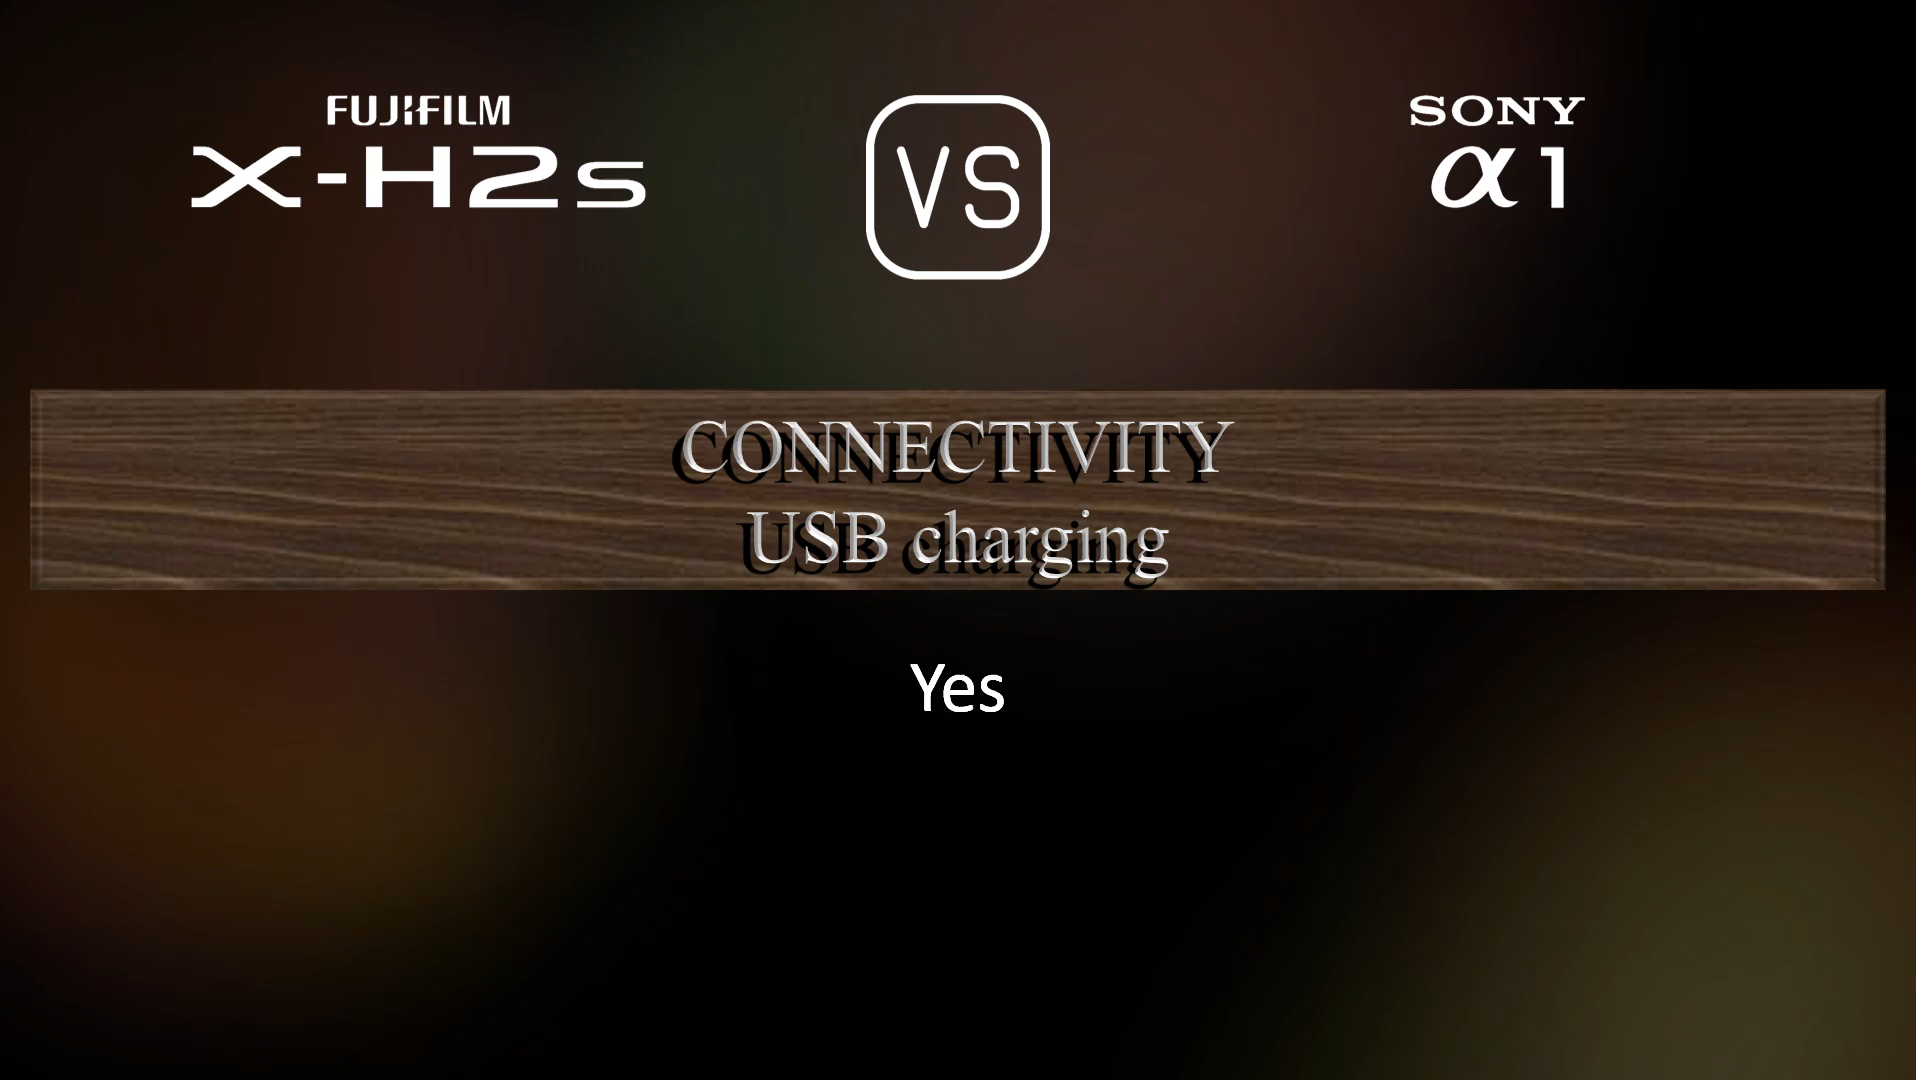 FUJIFILM
X-H2s
VS
SONY
α1
CONNECTIVITY
USB charging
Yes